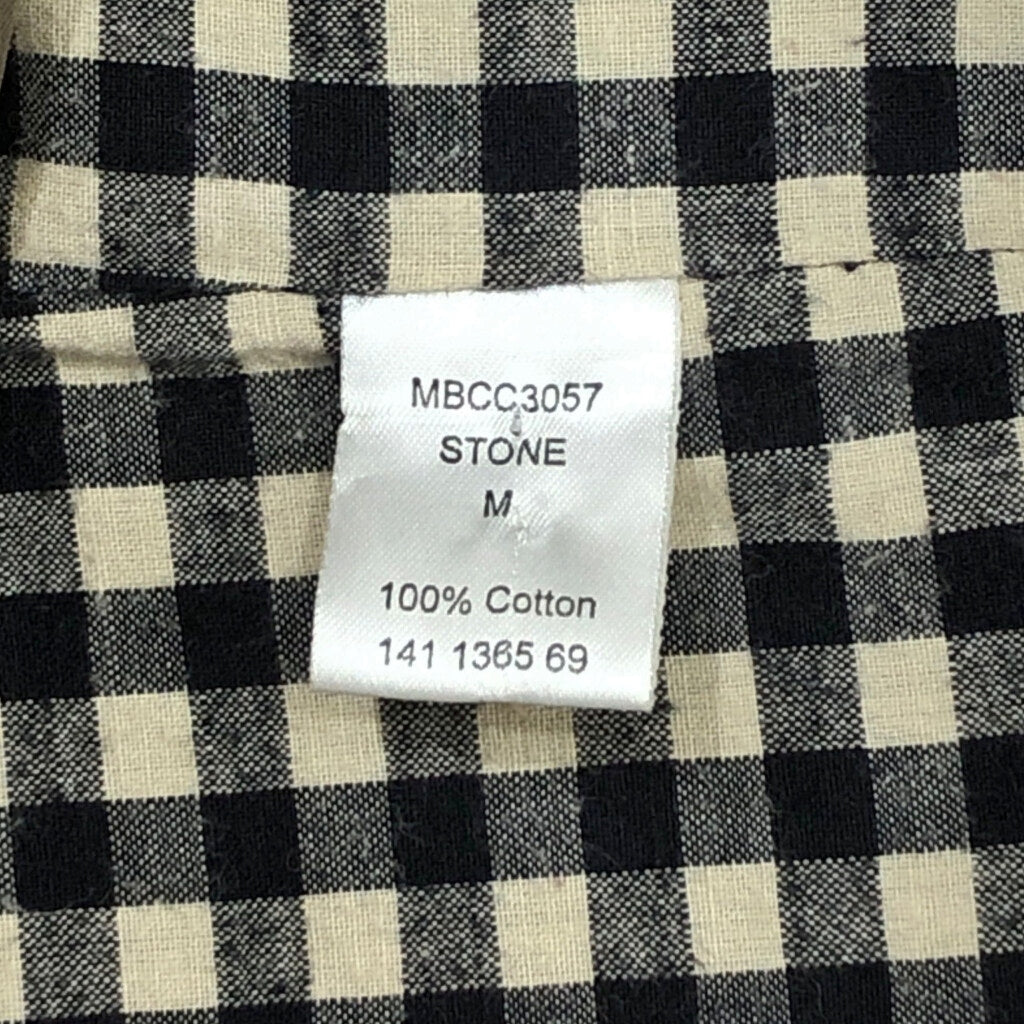 MBCC3057
STONE
M
100% Cotton
141 1365 69